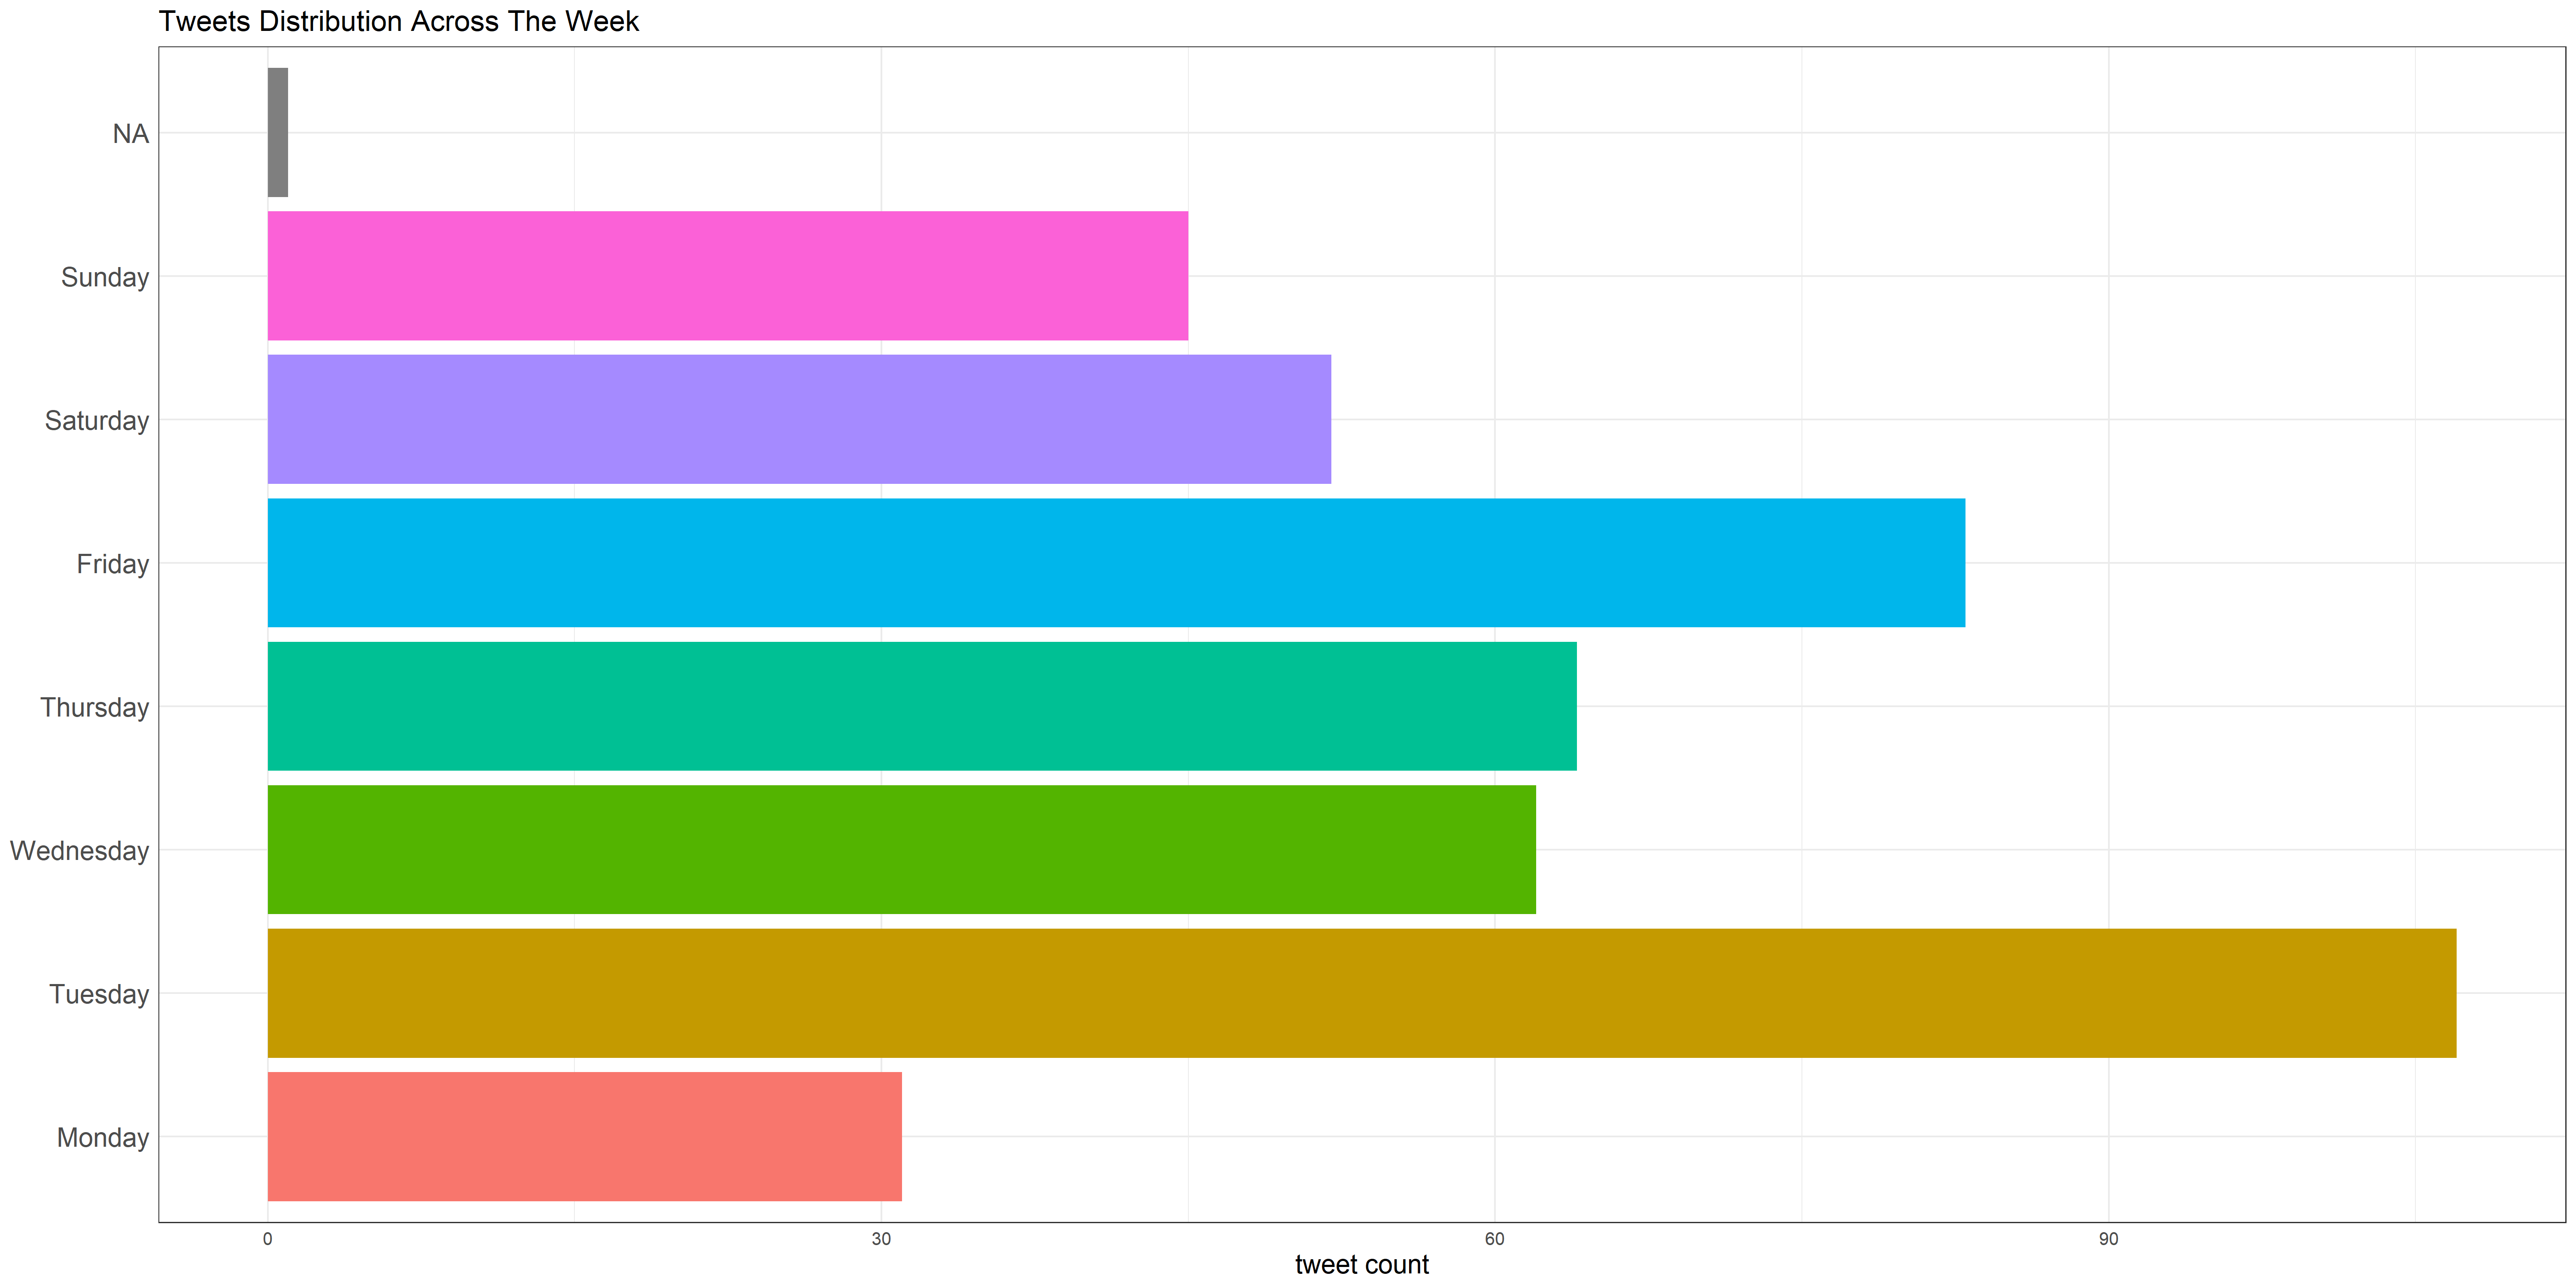 Tweets Distribution Across The Week
NA
Sunday
Saturday
Friday
Thursday
Wednesday
Tuesday
Monday
0 30 60 90
tweet count